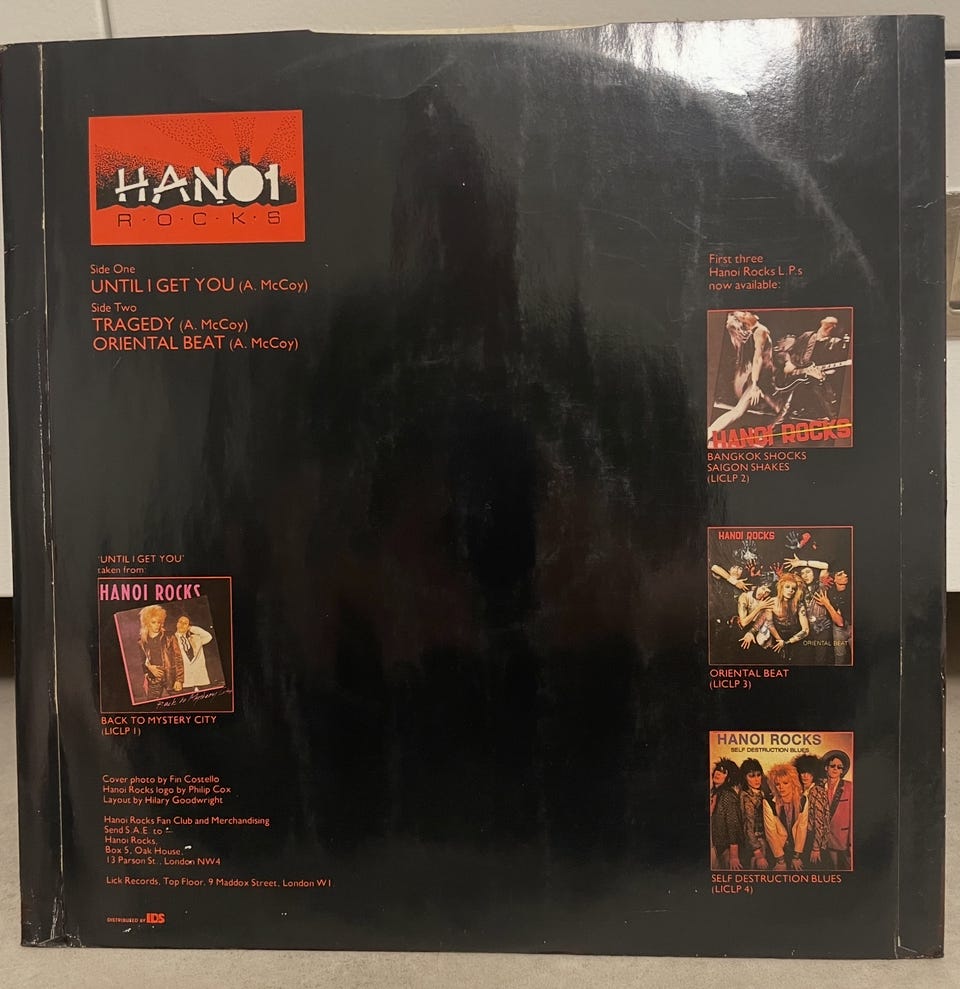 HANOI
R·O·C·K·S
Side One
UNTIL I GET YOU (A. McCoy)
Side Two
TRAGEDY (A. McCoy)
ORIENTAL BEAT (A. McCoy)
'UNTIL I GET YOU'
taken from:
HANOI ROCKS
Back to Mystery City
BACK TO MYSTERY CITY
(LICLP 1)
Cover photo by Fin Costello
Hanoi Rocks logo by Philip Cox
Layout by Hilary Goodwright
Hanoi Rocks Fan Club and Merchandising
Send S.A.E. to –
Hanoi Rocks,
Box 5, Oak House,
13 Parson St., London NW4
Lick Records, Top Floor, 9 Maddox Street, London W1.
DISTRIBUTED BY IDS
First three
Hanoi Rocks L.P.s
now available:
HANOI ROCKS
BANGKOK SHOCKS
SAIGON SHAKES
(LICLP 2)
HANOI ROCKS
ORIENTAL BEAT
ORIENTAL BEAT
(LICLP 3)
HANOI ROCKS
SELF DESTRUCTION BLUES
SELF DESTRUCTION BLUES
(LICLP 4)